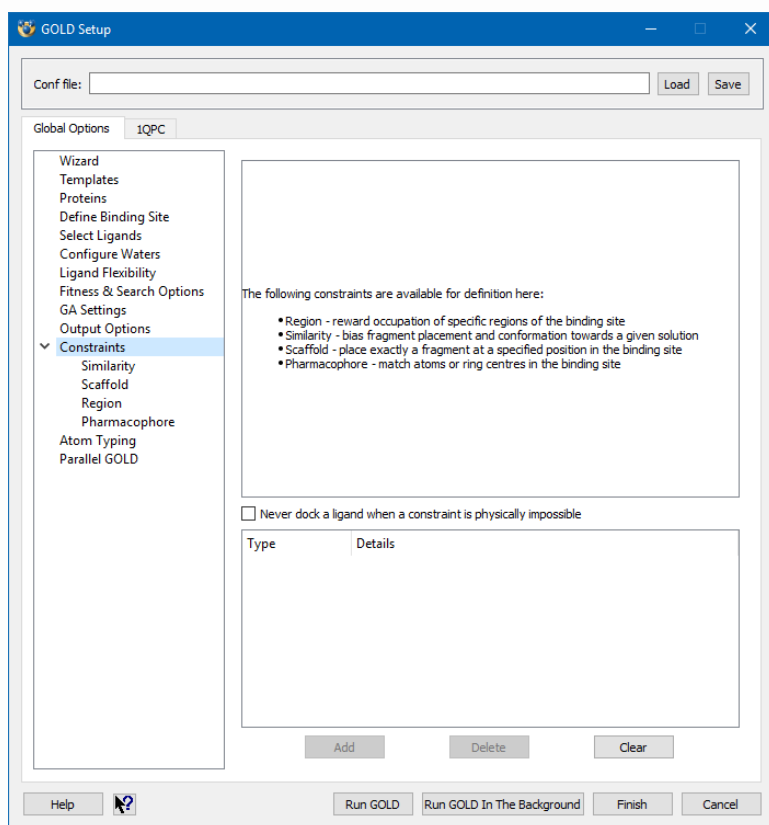 GOLD Setup
Conf file:
Load
Save
Global Options
1QPC
Wizard
Templates
Proteins
Define Binding Site
Select Ligands
Configure Waters
Ligand Flexibility
Fitness & Search Options
GA Settings
Output Options
Constraints
Similarity
Scaffold
Region
Pharmacophore
Atom Typing
Parallel GOLD
The following constraints are available for definition here:
• Region - reward occupation of specific regions of the binding site
• Similarity - bias fragment placement and conformation towards a given solution
• Scaffold - place exactly a fragment at a specified position in the binding site
• Pharmacophore - match atoms or ring centres in the binding site
Never dock a ligand when a constraint is physically impossible
Type Details
Add
Delete
Clear
Help
?
Run GOLD
Run GOLD In The Background
Finish
Cancel